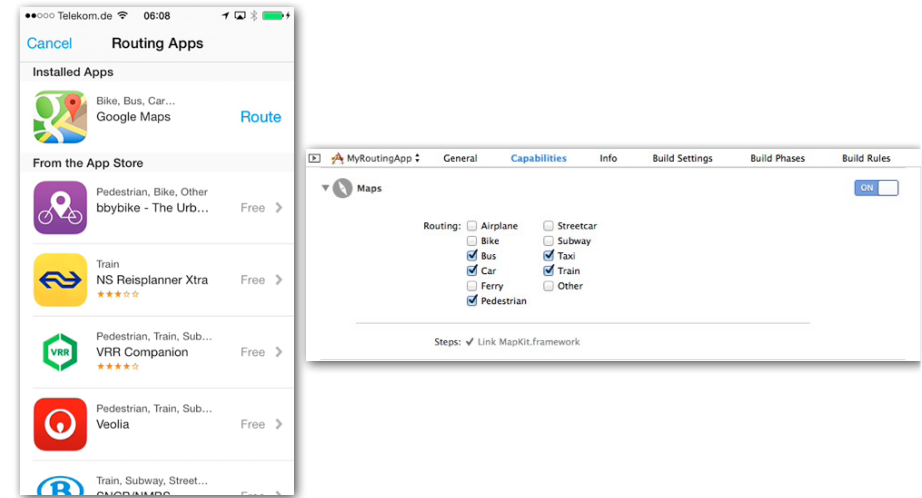 Telekom.de 06:08
Cancel Routing Apps
Installed Apps
Bike, Bus, Car...
Google Maps
Route
From the App Store
Pedestrian, Bike, Other
bbybike - The Urb...
Free
Train
NS Reisplanner Xtra
Free
Pedestrian, Train, Sub...
VRR
VRR Companion
Free
Pedestrian, Train, Sub...
Veolia
Free
Train, Subway, Street...
B
SNCB/NMBS
Free
MyRoutingApp General Capabilities Info Build Settings Build Phases Build Rules
Maps
ON
Routing: Airplane Streetcar
Bike Subway
Bus Taxi
Car Train
Ferry Other
Pedestrian
Steps: Link MapKit.framework